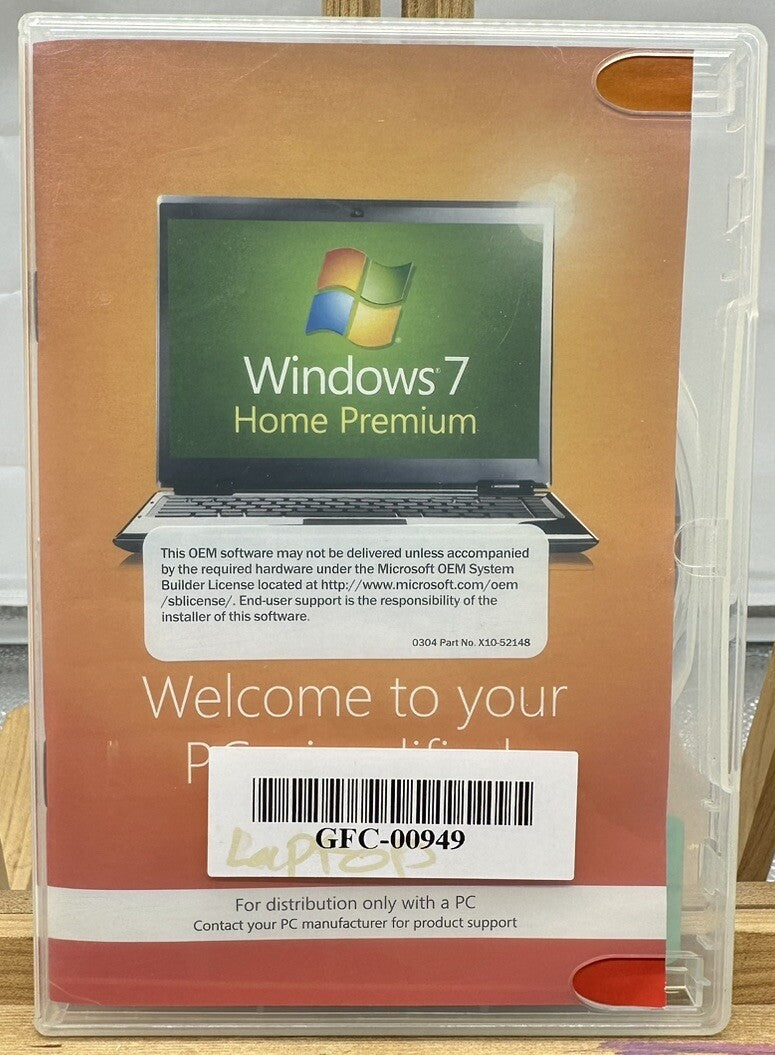 Windows 7
Home Premium
This OEM software may not be delivered unless accompanied
by the required hardware under the Microsoft OEM System
Builder License located at http://www.microsoft.com/oem
/sblicense/. End-user support is the responsibility of the
installer of this software.
0304 Part No. X10-52148
Welcome to your
GFC-00949
Laptop
For distribution only with a PC
Contact your PC manufacturer for product support